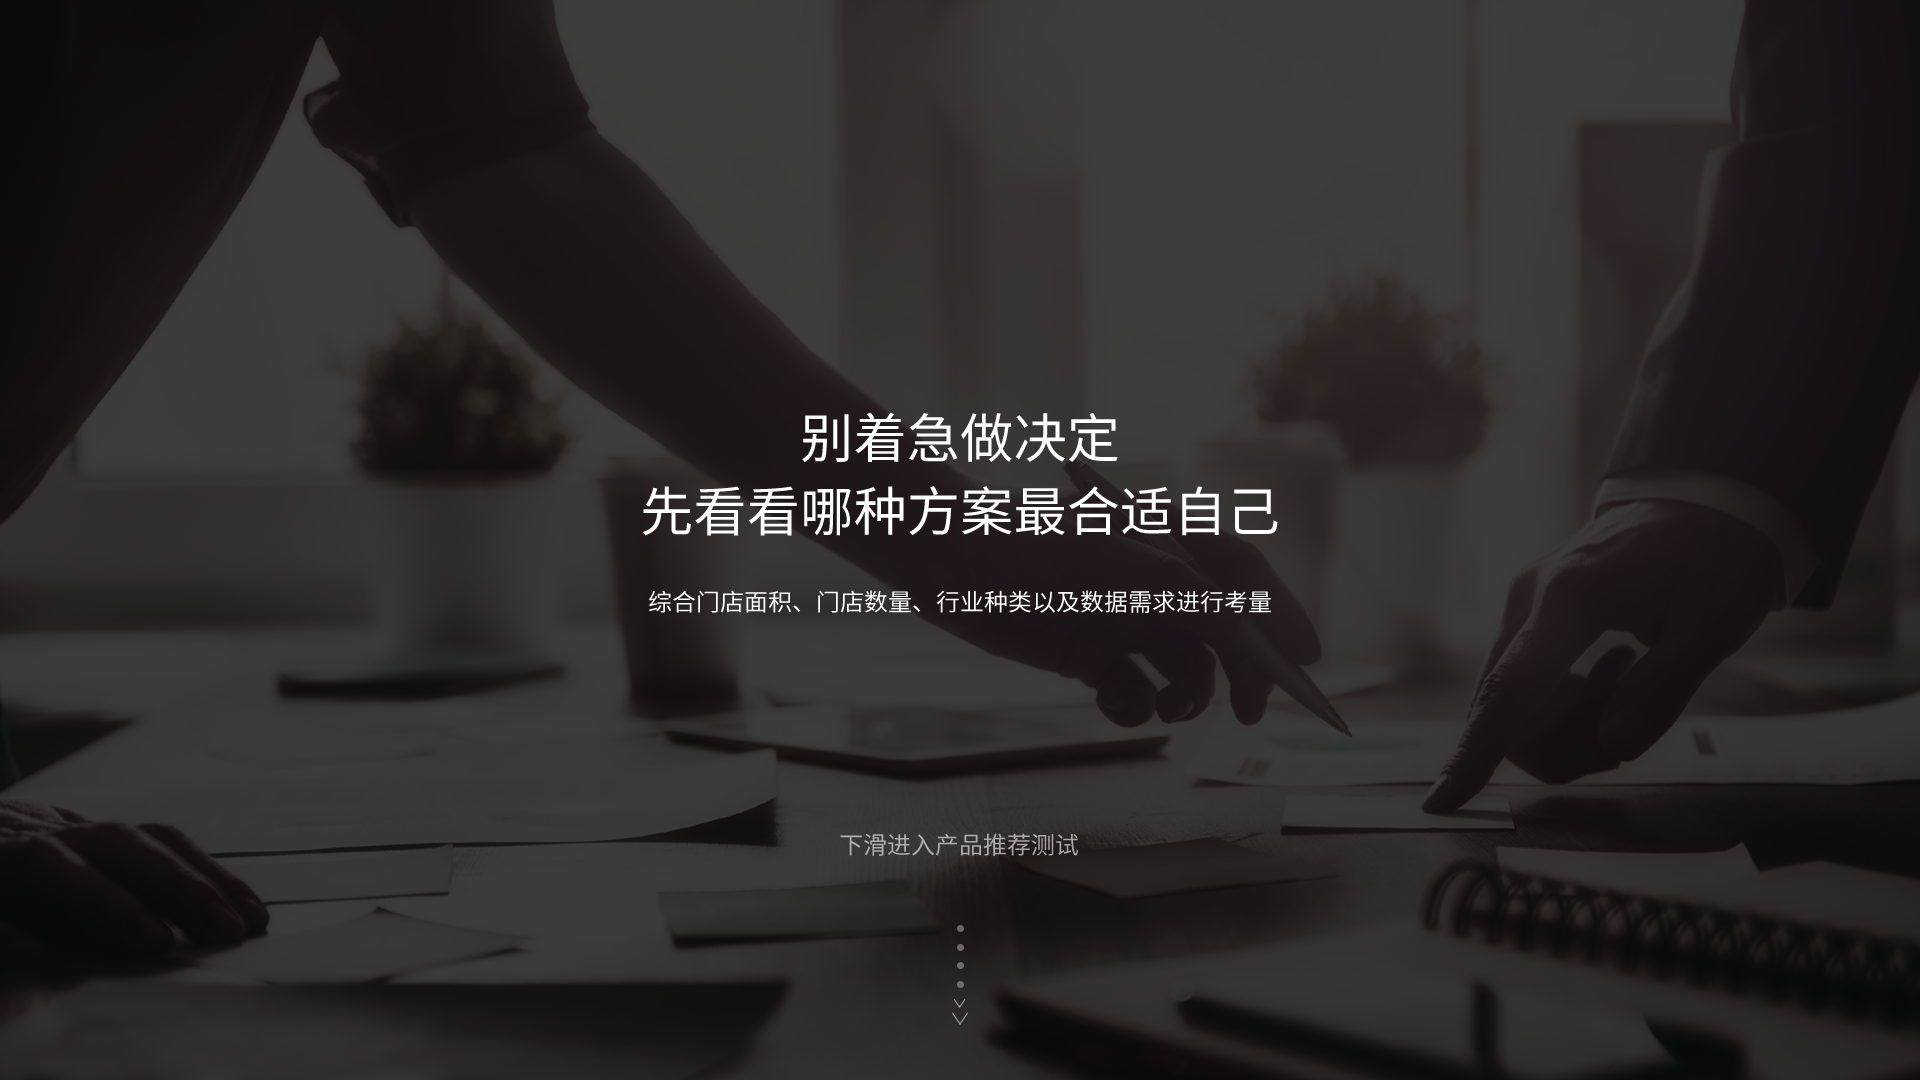 别着急做决定
先看看哪种方案最合适自己
综合门店面积、门店数量、行业种类以及数据需求进行考量
下滑进入产品推荐测试